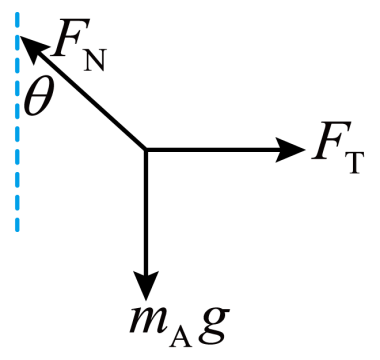 F_N
θ
F_T
m_A g